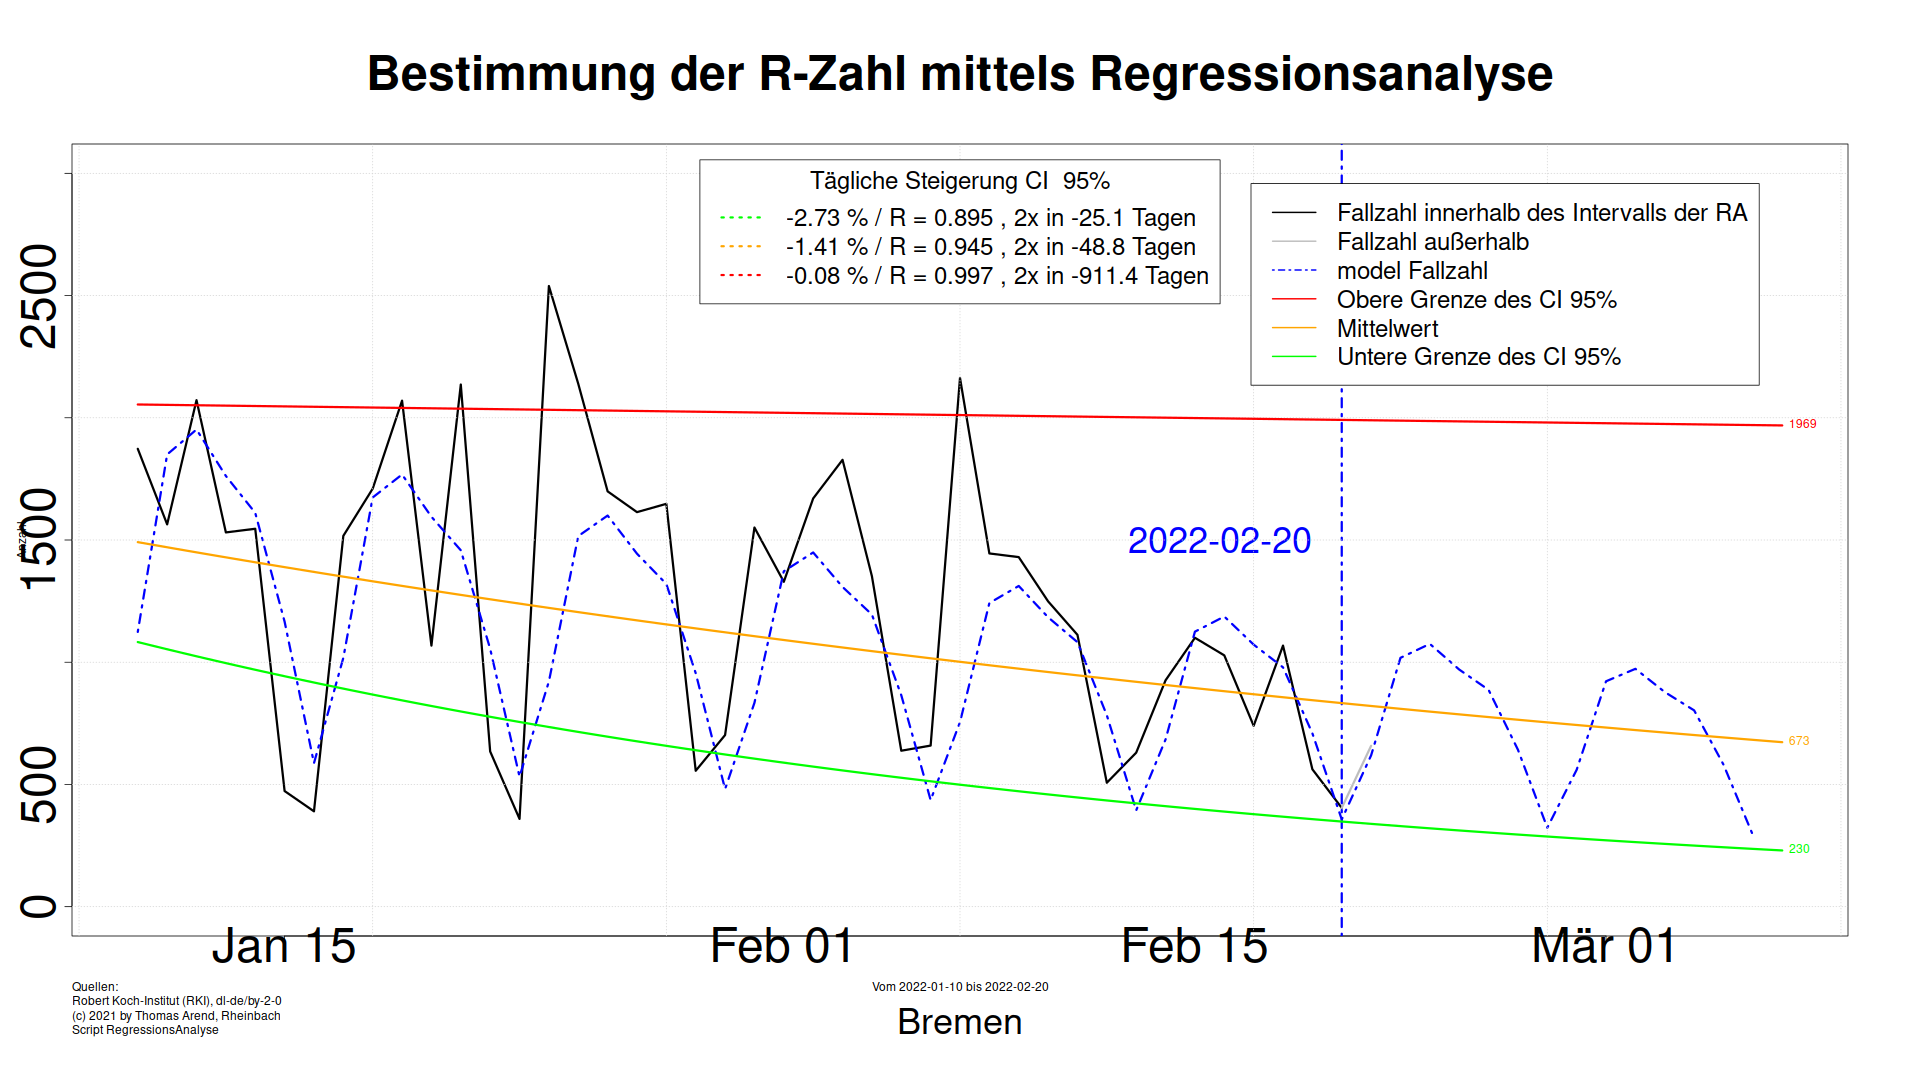 Bestimmung der R-Zahl mittels Regressionsanalyse
Tägliche Steigerung CI  95%
-2.73 % / R = 0.895 , 2x in -25.1 Tagen
-1.41 % / R = 0.945 , 2x in -48.8 Tagen
-0.08 % / R = 0.997 , 2x in -911.4 Tagen
Fallzahl innerhalb des Intervalls der RA
Fallzahl außerhalb
model Fallzahl
Obere Grenze des CI 95%
Mittelwert
Untere Grenze des CI 95%
2500
1500
500
0
Anzahl
2022-02-20
1969
673
230
Jan 15
Feb 01
Feb 15
Mär 01
Quellen:
Robert Koch-Institut (RKI), dl-de/by-2-0
(c) 2021 by Thomas Arend, Rheinbach
Script RegressionsAnalyse
Vom 2022-01-10 bis 2022-02-20
Bremen